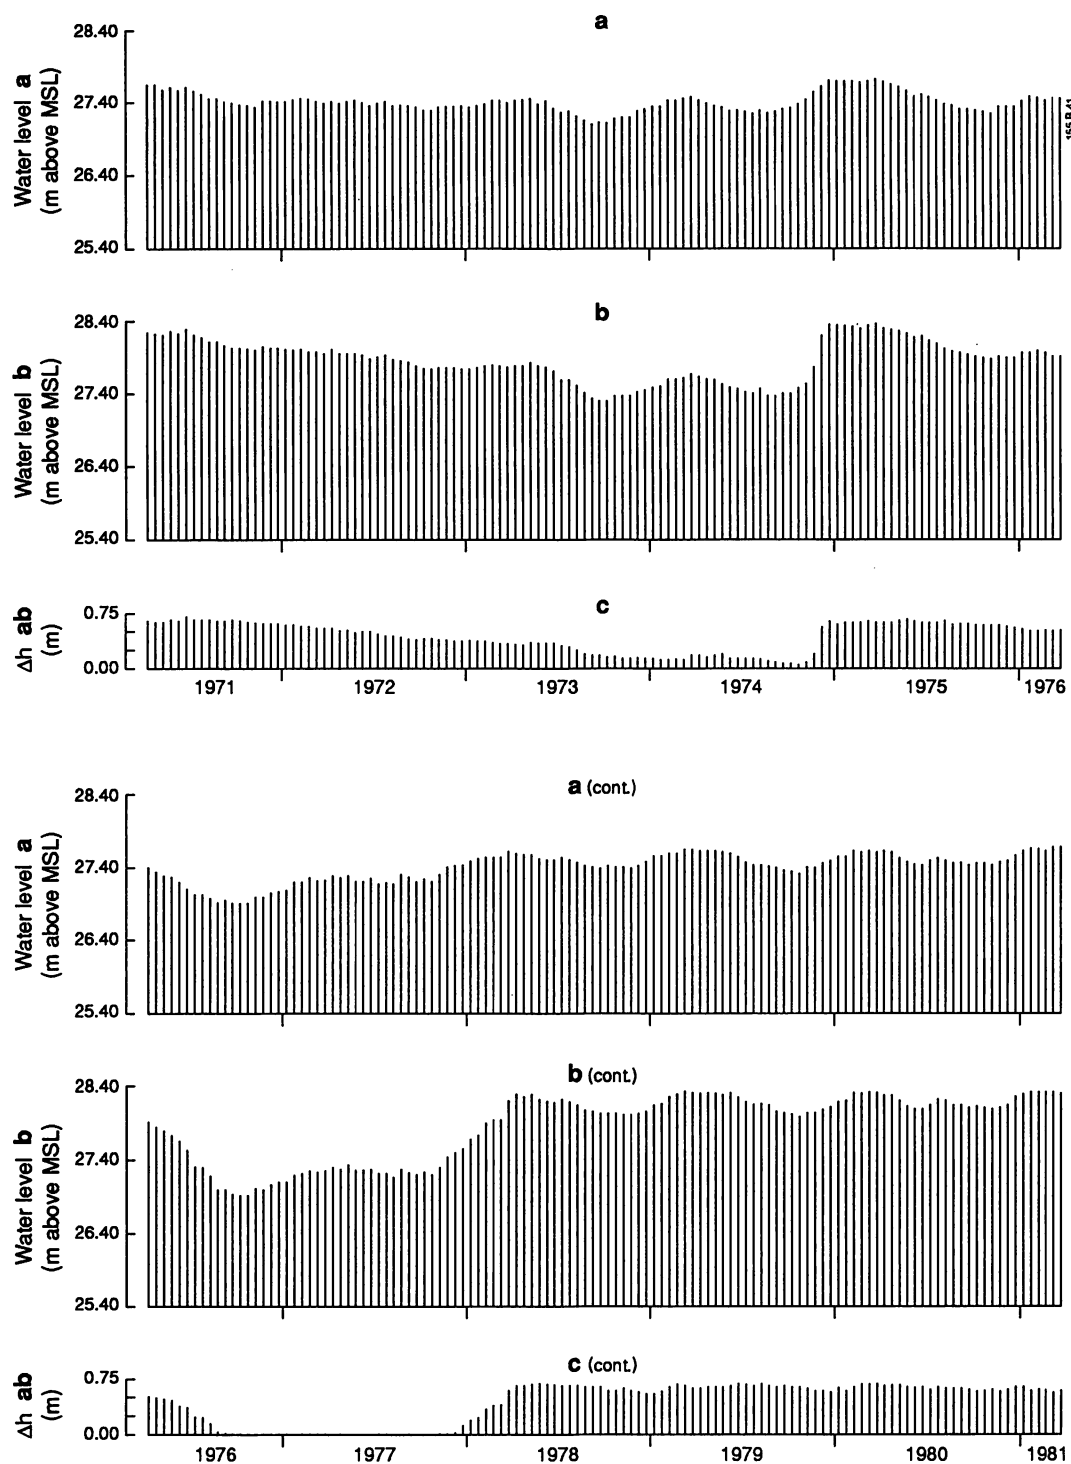 a
28.40
27.40
26.40
25.40
Water level a
(m above MSL)
155 R 41
b
28.40
27.40
26.40
25.40
Water level b
(m above MSL)
c
0.75
0.00
Δh ab
(m)
1971 1972 1973 1974 1975 1976
a (cont.)
28.40
27.40
26.40
25.40
Water level a
(m above MSL)
b (cont.)
28.40
27.40
26.40
25.40
Water level b
(m above MSL)
c (cont.)
0.75
0.00
Δh ab
(m)
1976 1977 1978 1979 1980 1981